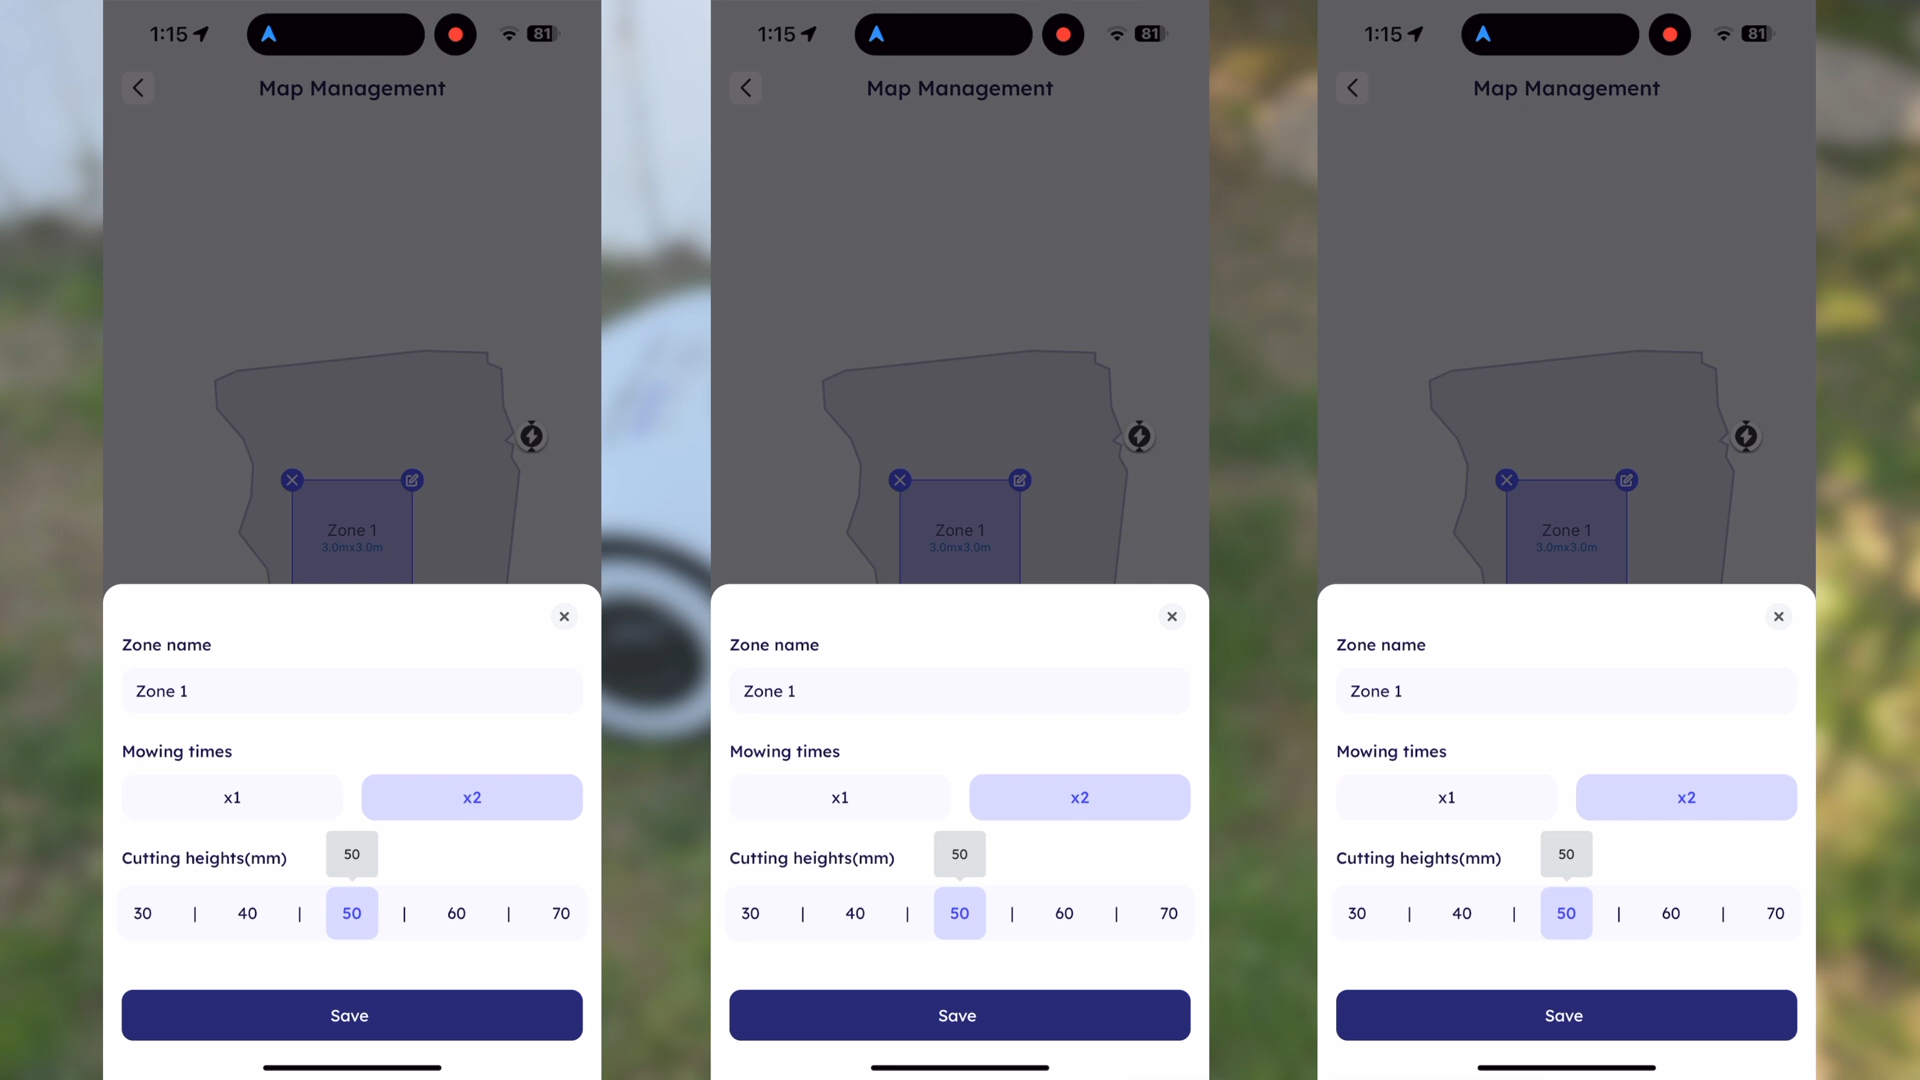 1:15
81
Map Management
Zone 1
3.0mx3.0m
Zone name
Zone 1
Mowing times
x1 x2
Cutting heights(mm)
50
30 | 40 | 50 | 60 | 70
Save
1:15
81
Map Management
Zone 1
3.0mx3.0m
Zone name
Zone 1
Mowing times
x1 x2
Cutting heights(mm)
50
30 | 40 | 50 | 60 | 70
Save
1:15
81
Map Management
Zone 1
3.0mx3.0m
Zone name
Zone 1
Mowing times
x1 x2
Cutting heights(mm)
50
30 | 40 | 50 | 60 | 70
Save